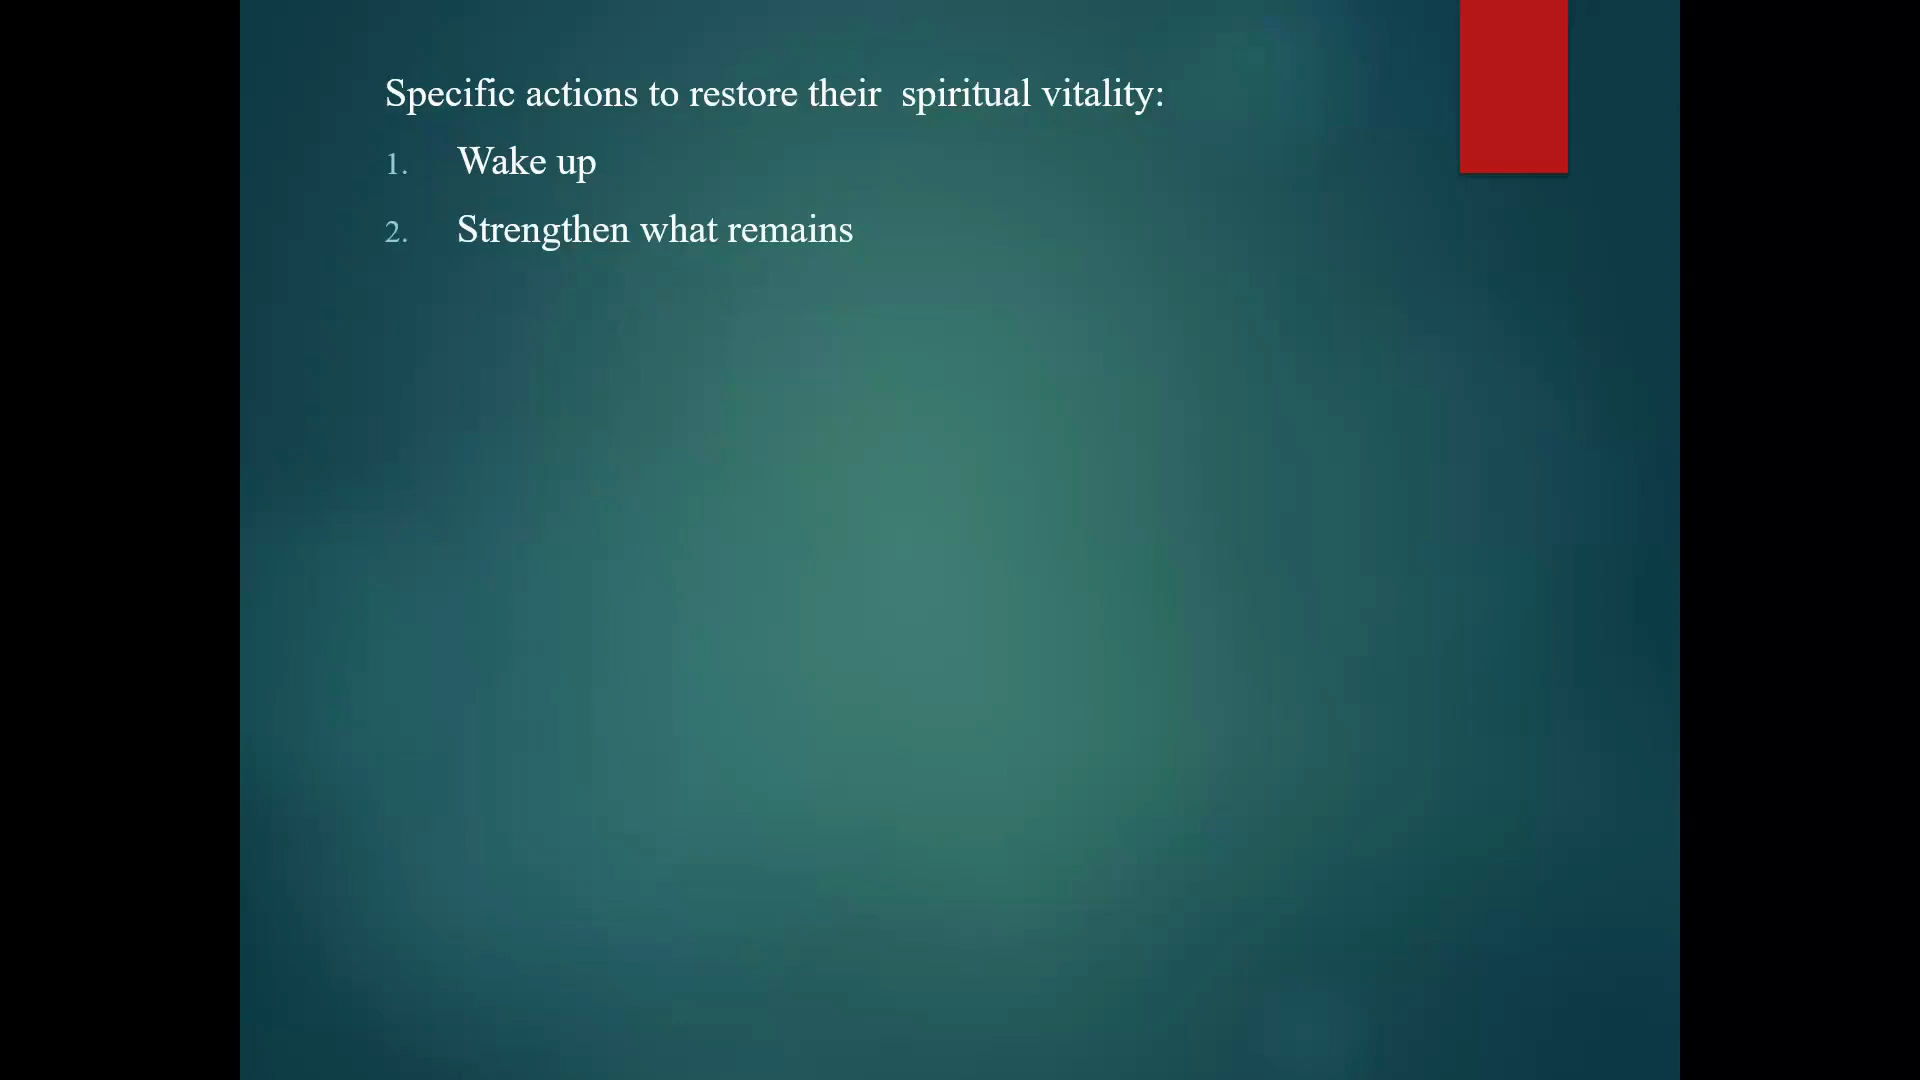 Specific actions to restore their  spiritual vitality:
1. Wake up
2. Strengthen what remains